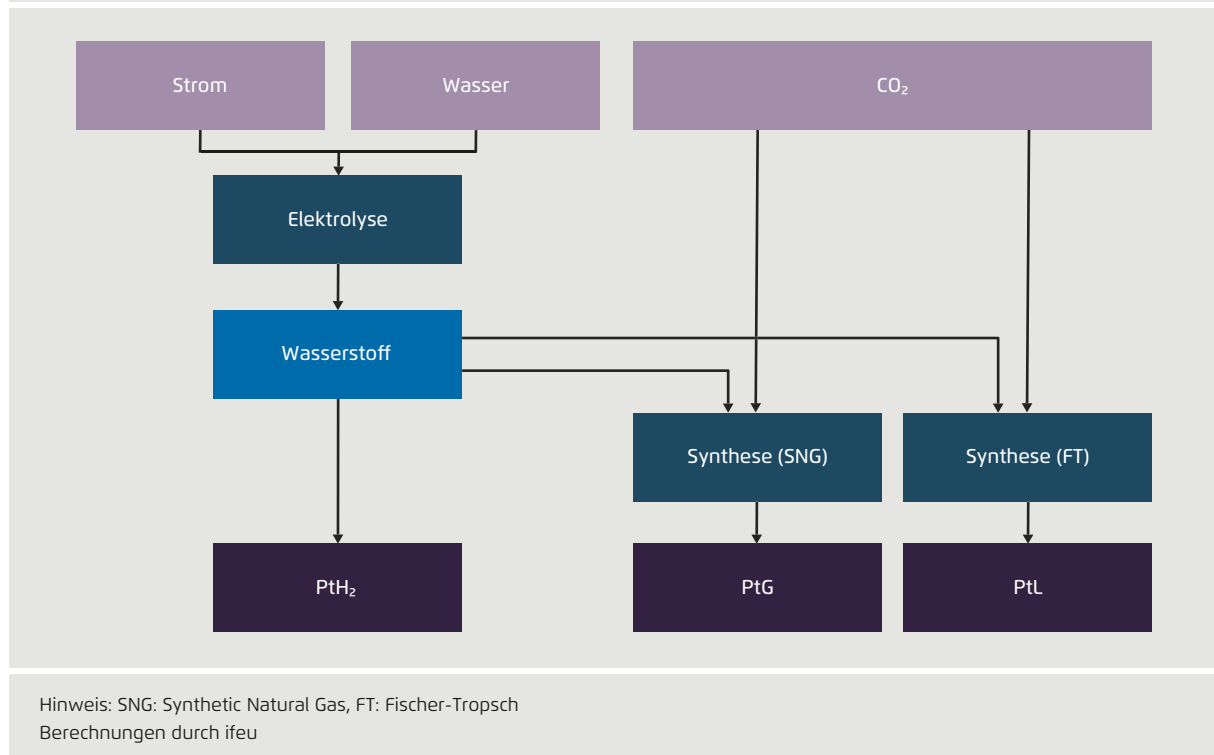 Strom
Wasser
CO₂
Elektrolyse
Wasserstoff
Synthese (SNG)
Synthese (FT)
PtH₂
PtG
PtL
Hinweis: SNG: Synthetic Natural Gas, FT: Fischer-Tropsch
Berechnungen durch ifeu